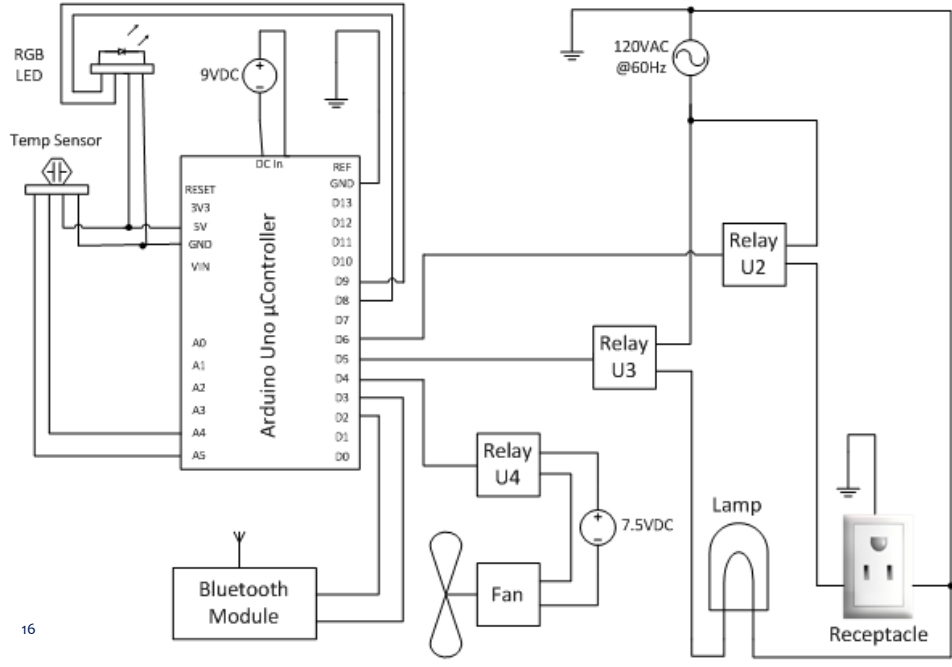 RGB
LED
9VDC
120VAC
@60Hz
Temp Sensor
DC In
RESET
3V3
5V
GND
VIN
A0
A1
A2
A3
A4
A5
Arduino Uno µController
REF
GND
D13
D12
D11
D10
D9
D8
D7
D6
D5
D4
D3
D2
D1
D0
Relay
U2
Relay
U3
Relay
U4
+
-
7.5VDC
Lamp
Fan
Bluetooth
Module
Receptacle
16